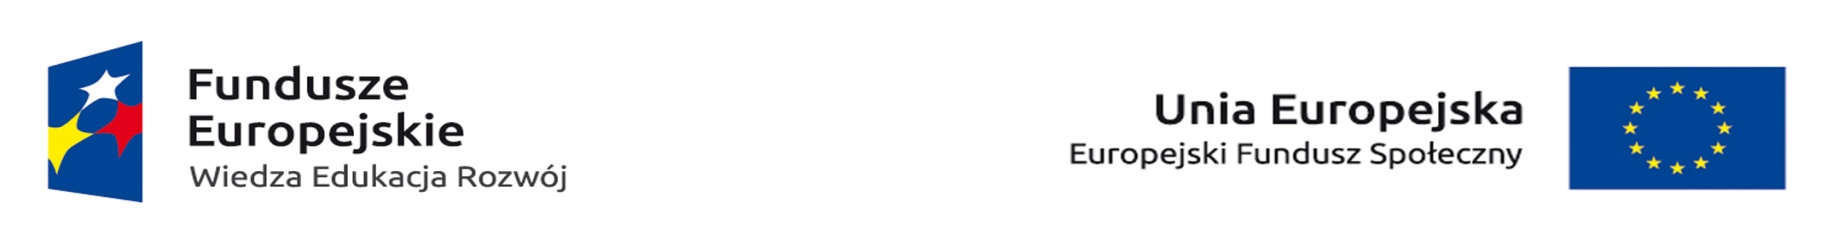 Fundusze
Europejskie
Wiedza Edukacja Rozwój
Unia Europejska
Europejski Fundusz Społeczny